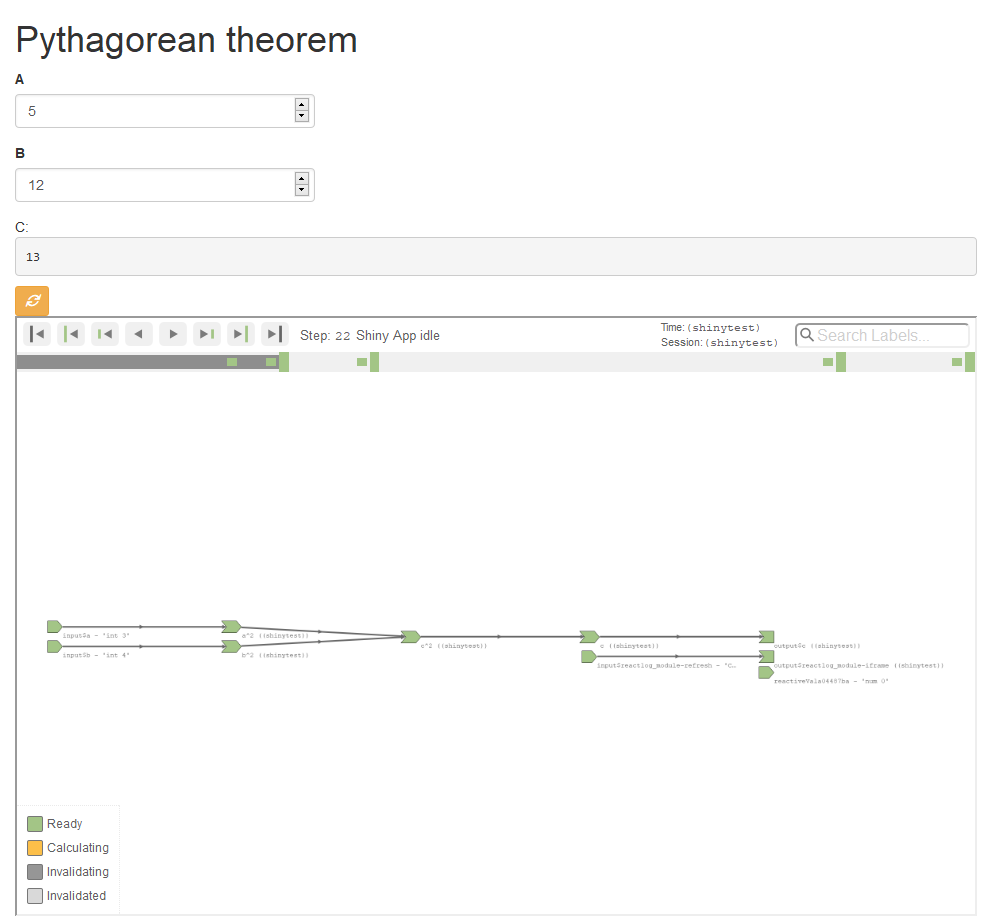 Pythagorean theorem
A
5
B
12
C:
13
Step: 22 Shiny App idle
Time: (shinytest)
Session: (shinytest)
Search Labels...
input$a - 'int 3'
a^2 ((shinytest))
input$b - 'int 4'
b^2 ((shinytest))
c^2 ((shinytest))
c ((shinytest))
output$c ((shinytest))
input$reactlog_module-refresh - 'C…
output$reactlog_module-iframe ((shinytest))
- 'num 0'
Ready
Calculating
Invalidating
Invalidated